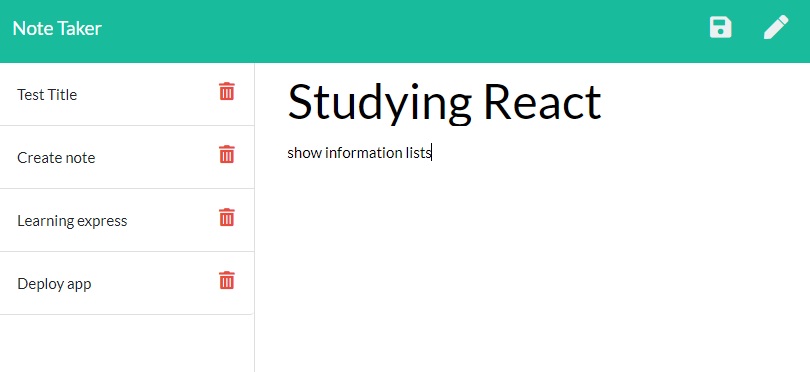 Note Taker
Test Title
Create note
Learning express
Deploy app
Studying React
show information lists